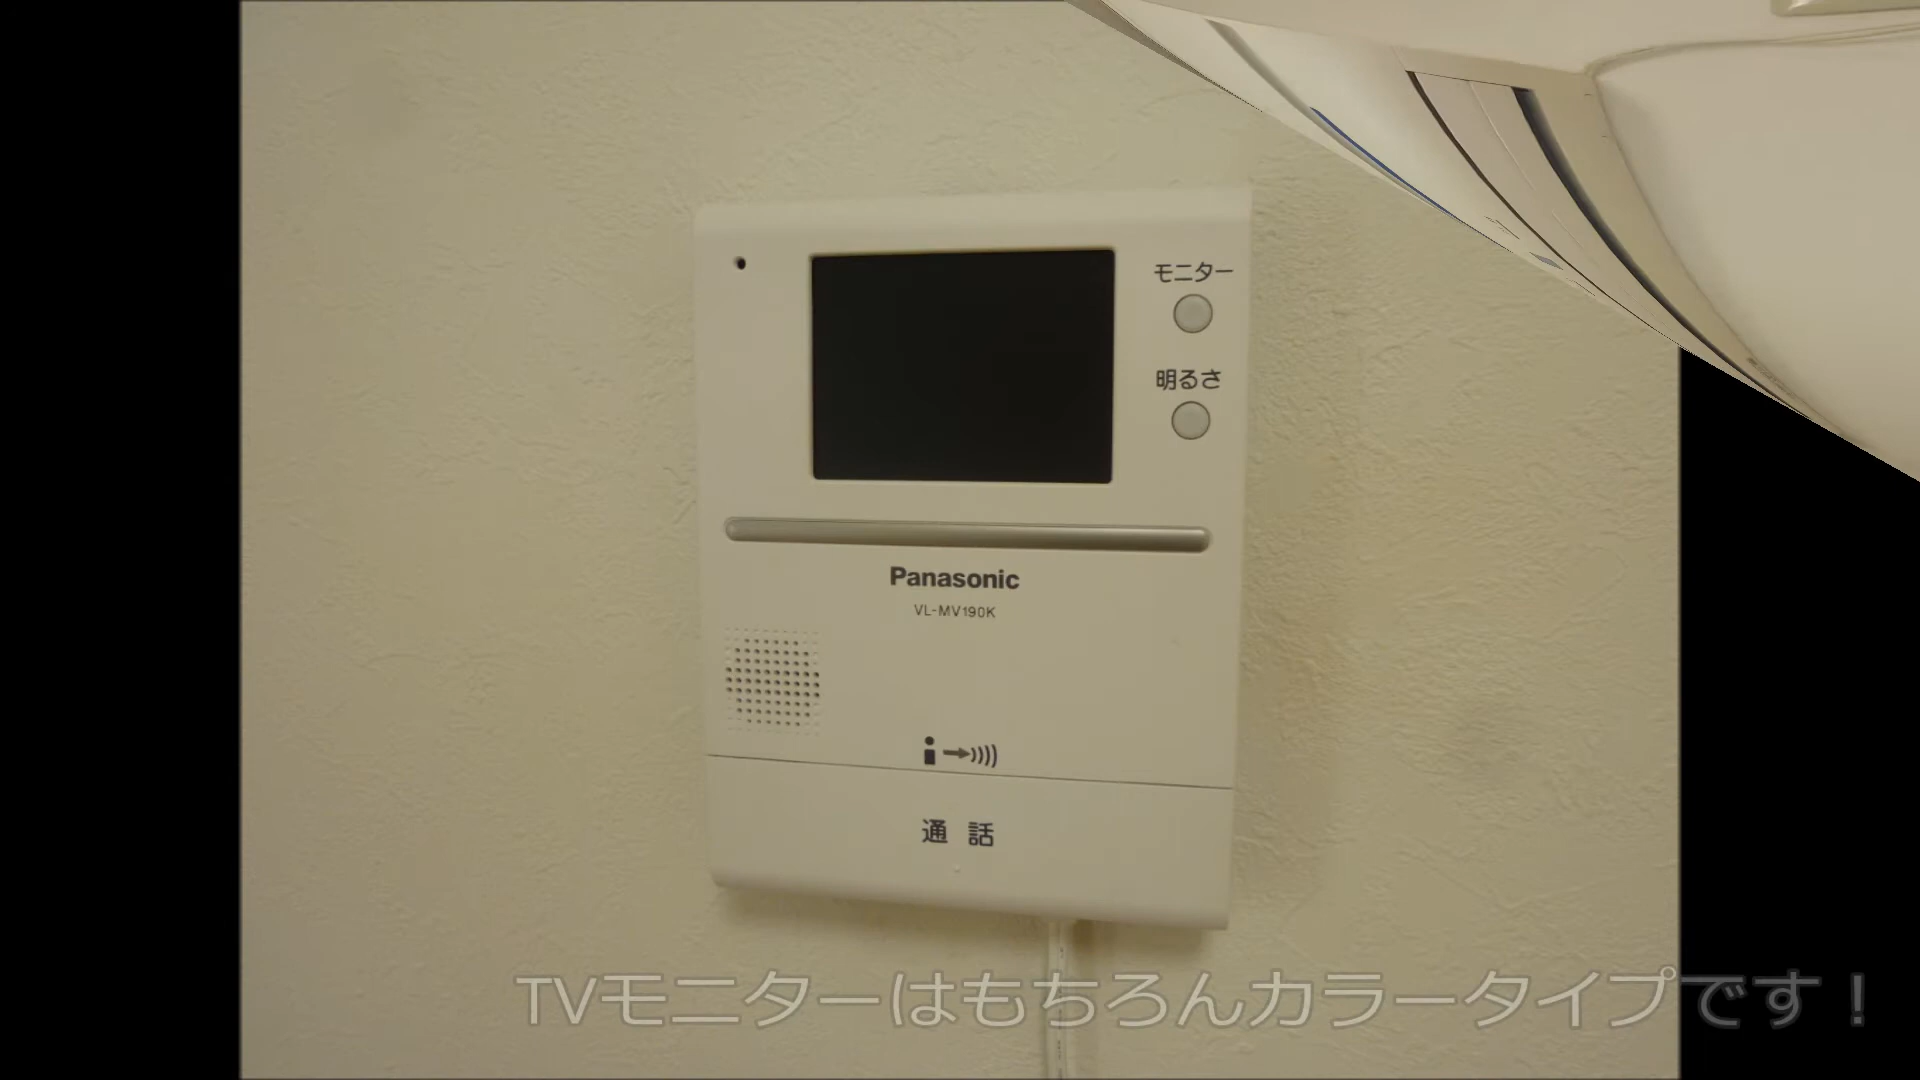 モニター
明るさ
Panasonic
VL-MV190K
通話
TVモニターはもちろんカラータイプです！